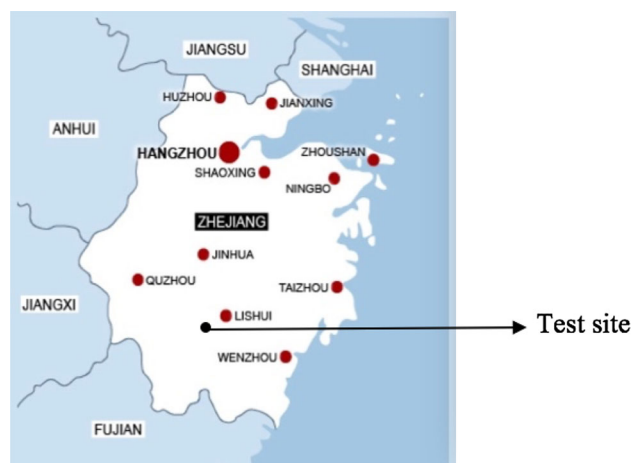 JIANGSU
SHANGHAI
HUZHOU
JIANXING
ANHUI
HANGZHOU
ZHOUSHAN
SHAOXING
NINGBO
ZHEJIANG
JINHUA
QUZHOU
TAIZHOU
JIANGXI
LISHUI
Test site
WENZHOU
FUJIAN